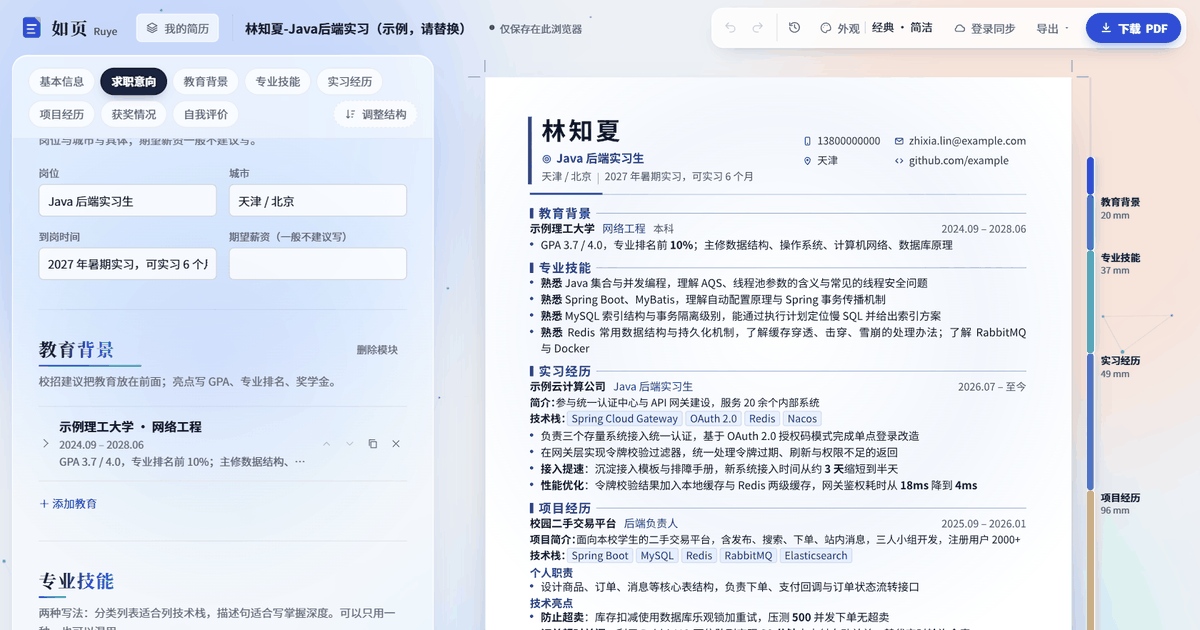 如页 Ruye
我的简历
林知夏-Java后端实习（示例，请替换）
仅保存在此浏览器
外观 经典 · 简洁
登录同步
导出
下载 PDF
基本信息 求职意向 教育背景 专业技能 实习经历
项目经历 获奖情况 自我评价
调整结构
岗位与城市写具体；期望薪资一般不建议写。
岗位
城市
Java 后端实习生
天津 / 北京
到岗时间
期望薪资（一般不建议写）
2027 年暑期实习，可实习 6 个月
教育背景
删除模块
校招建议把教育放在前面；亮点写 GPA、专业排名、奖学金。
示例理工大学 · 网络工程
2024.09 – 2028.06
GPA 3.7 / 4.0，专业排名前 10%；主修数据结构、…
+ 添加教育
专业技能
两种写法：分类列表适合列技术栈，描述句适合写掌握深度。可以只用一
林知夏
Java 后端实习生
天津 / 北京 | 2027 年暑期实习，可实习 6 个月
13800000000
zhixia.lin@example.com
天津
github.com/example
教育背景
示例理工大学 网络工程 本科 2024.09 – 2028.06
• GPA 3.7 / 4.0，专业排名前 10%；主修数据结构、操作系统、计算机网络、数据库原理
专业技能
• 熟悉 Java 集合与并发编程，理解 AQS、线程池参数的含义与常见的线程安全问题
• 熟悉 Spring Boot、MyBatis，理解自动配置原理与 Spring 事务传播机制
• 熟悉 MySQL 索引结构与事务隔离级别，能通过执行计划定位慢 SQL 并给出索引方案
• 熟悉 Redis 常用数据结构与持久化机制，了解缓存穿透、击穿、雪崩的处理办法；了解 RabbitMQ
与 Docker
实习经历
示例云计算公司 Java 后端实习生 2026.07 – 至今
简介：参与统一认证中心与 API 网关建设，服务 20 余个内部系统
技术栈： Spring Cloud Gateway OAuth 2.0 Redis Nacos
• 负责三个存量系统接入统一认证，基于 OAuth 2.0 授权码模式完成单点登录改造
• 在网关层实现令牌校验过滤器，统一处理令牌过期、刷新与权限不足的返回
• 接入提速：沉淀接入模板与排障手册，新系统接入时间从约 3 天缩短到半天
• 性能优化：令牌校验结果加入本地缓存与 Redis 两级缓存，网关鉴权耗时从 18ms 降到 4ms
项目经历
校园二手交易平台 后端负责人 2025.09 – 2026.01
项目简介：面向本校学生的二手交易平台，含发布、搜索、下单、站内消息，三人小组开发，注册用户 2000+
技术栈： Spring Boot MySQL Redis RabbitMQ Elasticsearch
个人职责
• 设计商品、订单、消息等核心表结构，负责下单、支付回调与订单状态流转接口
技术亮点
• 防止超卖：库存扣减使用数据库乐观锁加重试，压测 500 并发下单无超卖
教育背景
20 mm
专业技能
37 mm
实习经历
49 mm
项目经历
96 mm